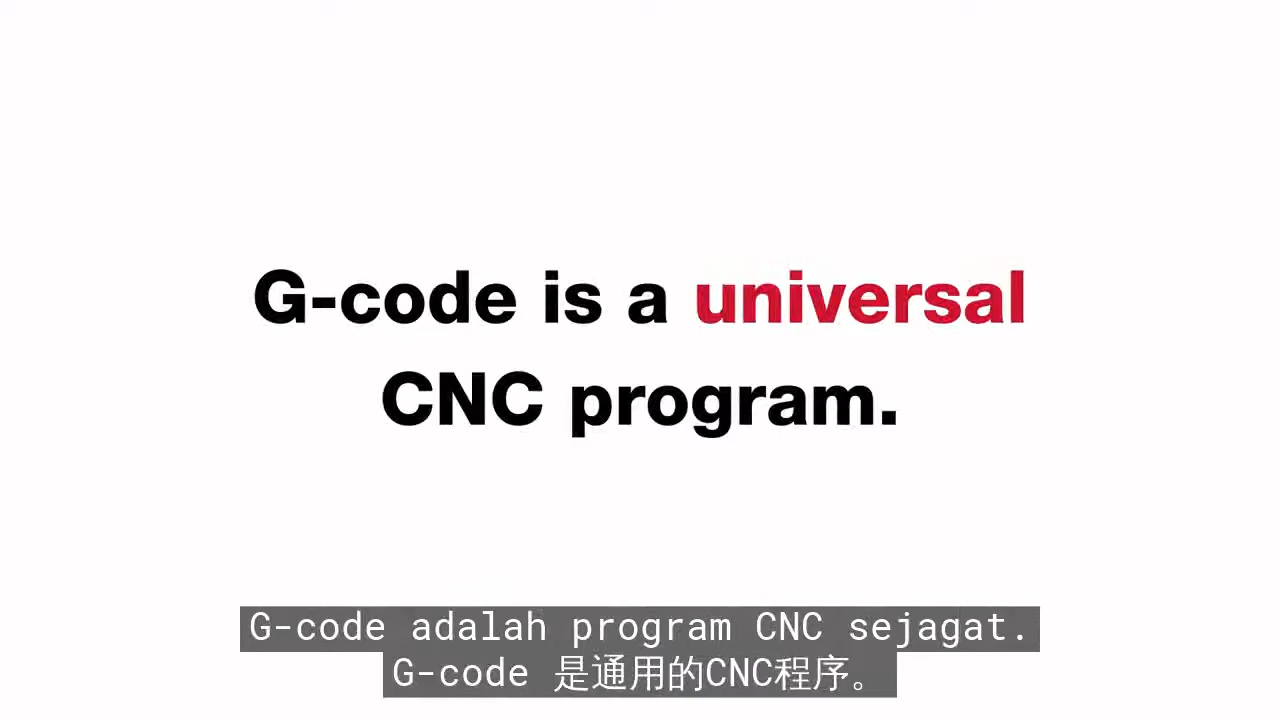 G-code is a universal
CNC program.
G-code adalah program CNC sejagat.
G-code 是通用的CNC程序。